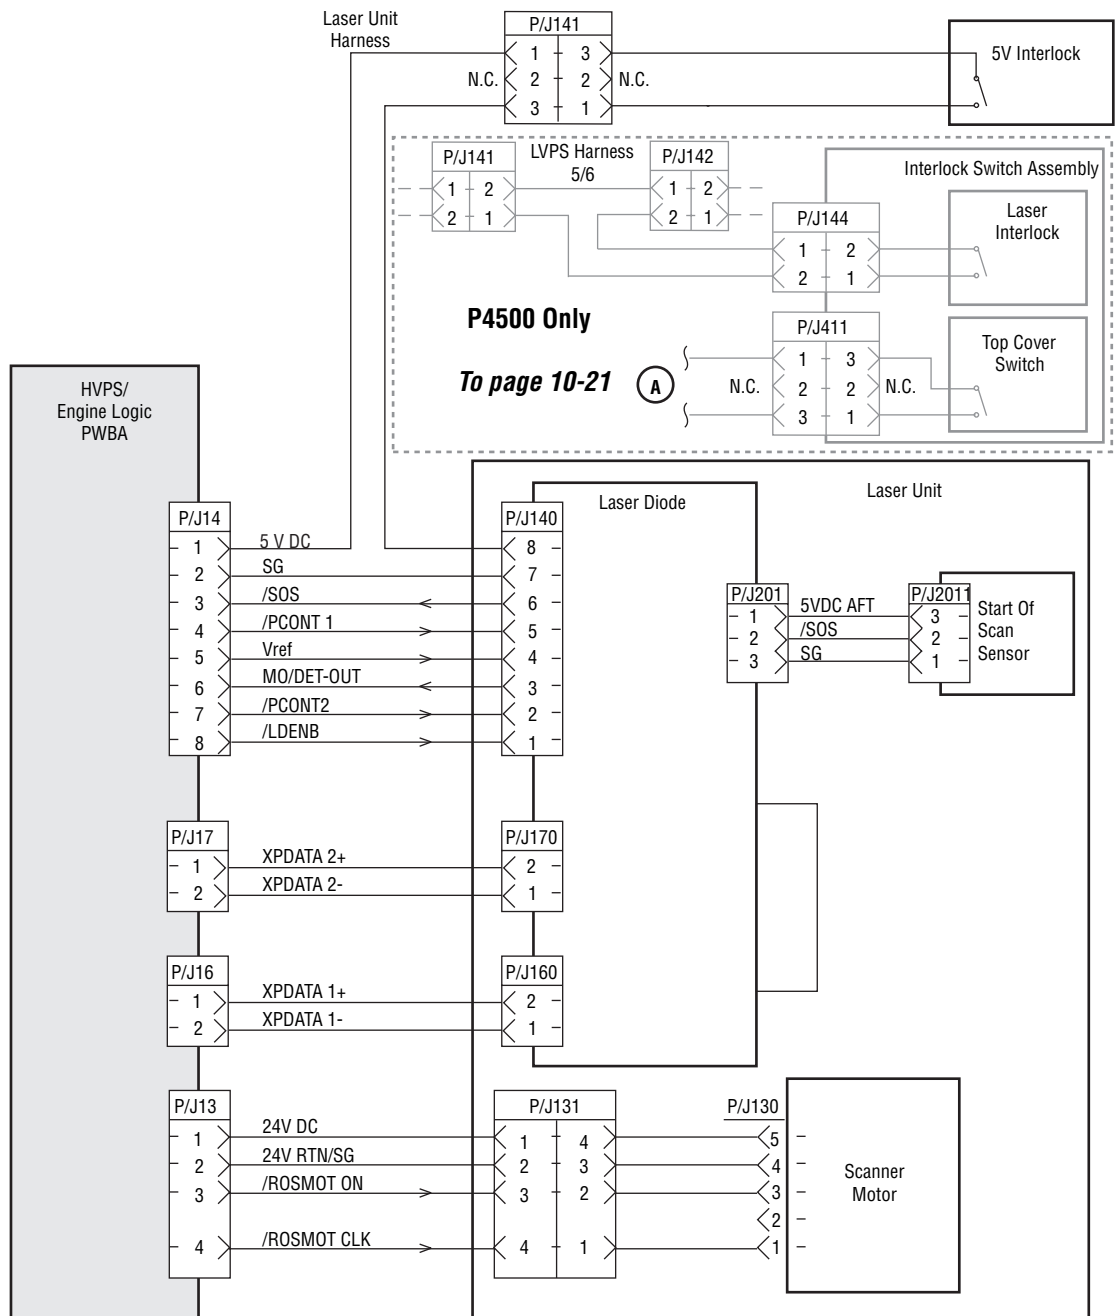 Laser Unit
Harness
P/J141
1 - 3
N.C. 2 - 2 N.C.
3 - 1
5V Interlock
P/J141
1 - 2
2 - 1
LVPS Harness
5/6
P/J142
1 - 2
2 - 1
Interlock Switch Assembly
P/J144
1 - 2
2 - 1
Laser
Interlock
P4500 Only
To page 10-21 A
P/J411
1 - 3
N.C. 2 - 2 N.C.
3 - 1
Top Cover
Switch
HVPS/
Engine Logic
PWBA
Laser Unit
Laser Diode
P/J14 P/J140
- 1 5 V DC 8 -
- 2 SG 7 -
- 3 /SOS 6 -
- 4 /PCONT 1 5 -
- 5 Vref 4 -
- 6 MO/DET-OUT 3 -
- 7 /PCONT2 2 -
- 8 /LDENB 1 -
P/J201 P/J2011
- 1 5VDC AFT 3 -
- 2 /SOS 2 -
- 3 SG 1 -
Start Of
Scan
Sensor
P/J17 P/J170
- 1 XPDATA 2+ 2 -
- 2 XPDATA 2- 1 -
P/J16 P/J160
- 1 XPDATA 1+ 2 -
- 2 XPDATA 1- 1 -
P/J13 P/J131 P/J130
- 1 24V DC 1 - 4 5 -
- 2 24V RTN/SG 2 - 3 4 -
- 3 /ROSMOT ON 3 - 2 3 -
2 -
- 4 /ROSMOT CLK 4 - 1 1 -
Scanner
Motor